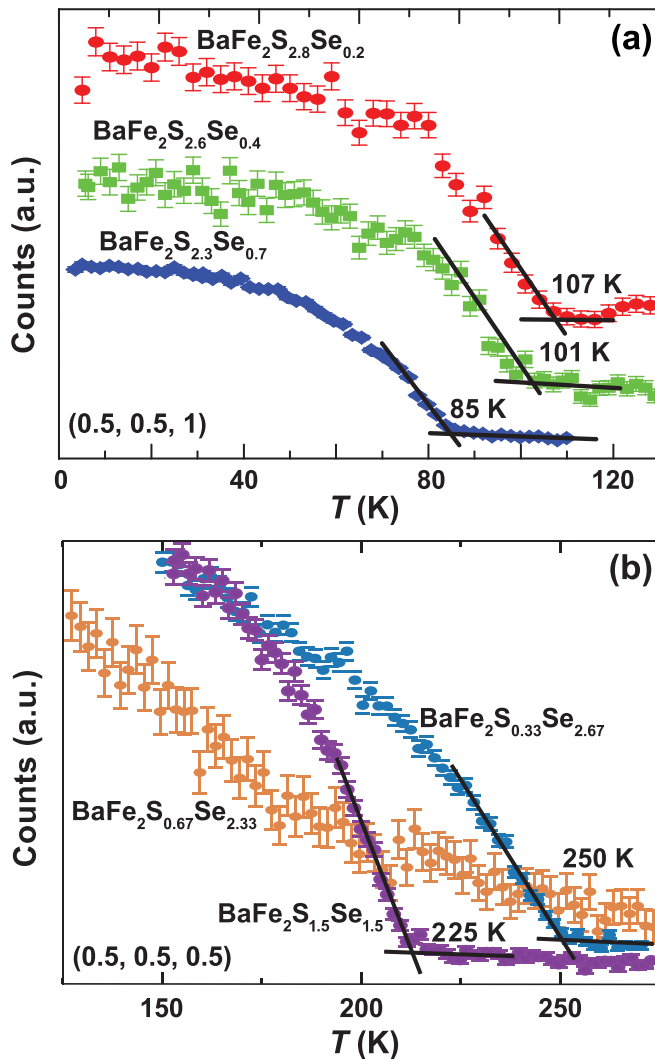 (a)
BaFe₂S₂.₈Se₀.₂
BaFe₂S₂.₆Se₀.₄
BaFe₂S₂.₃Se₀.₇
107 K
101 K
85 K
(0.5, 0.5, 1)
Counts (a.u.)
0 40 80 120
T (K)
(b)
BaFe₂S₀.₃₃Se₂.₆₇
BaFe₂S₀.₆₇Se₂.₃₃
250 K
BaFe₂S₁.₅Se₁.₅
225 K
(0.5, 0.5, 0.5)
Counts (a.u.)
150 200 250
T (K)